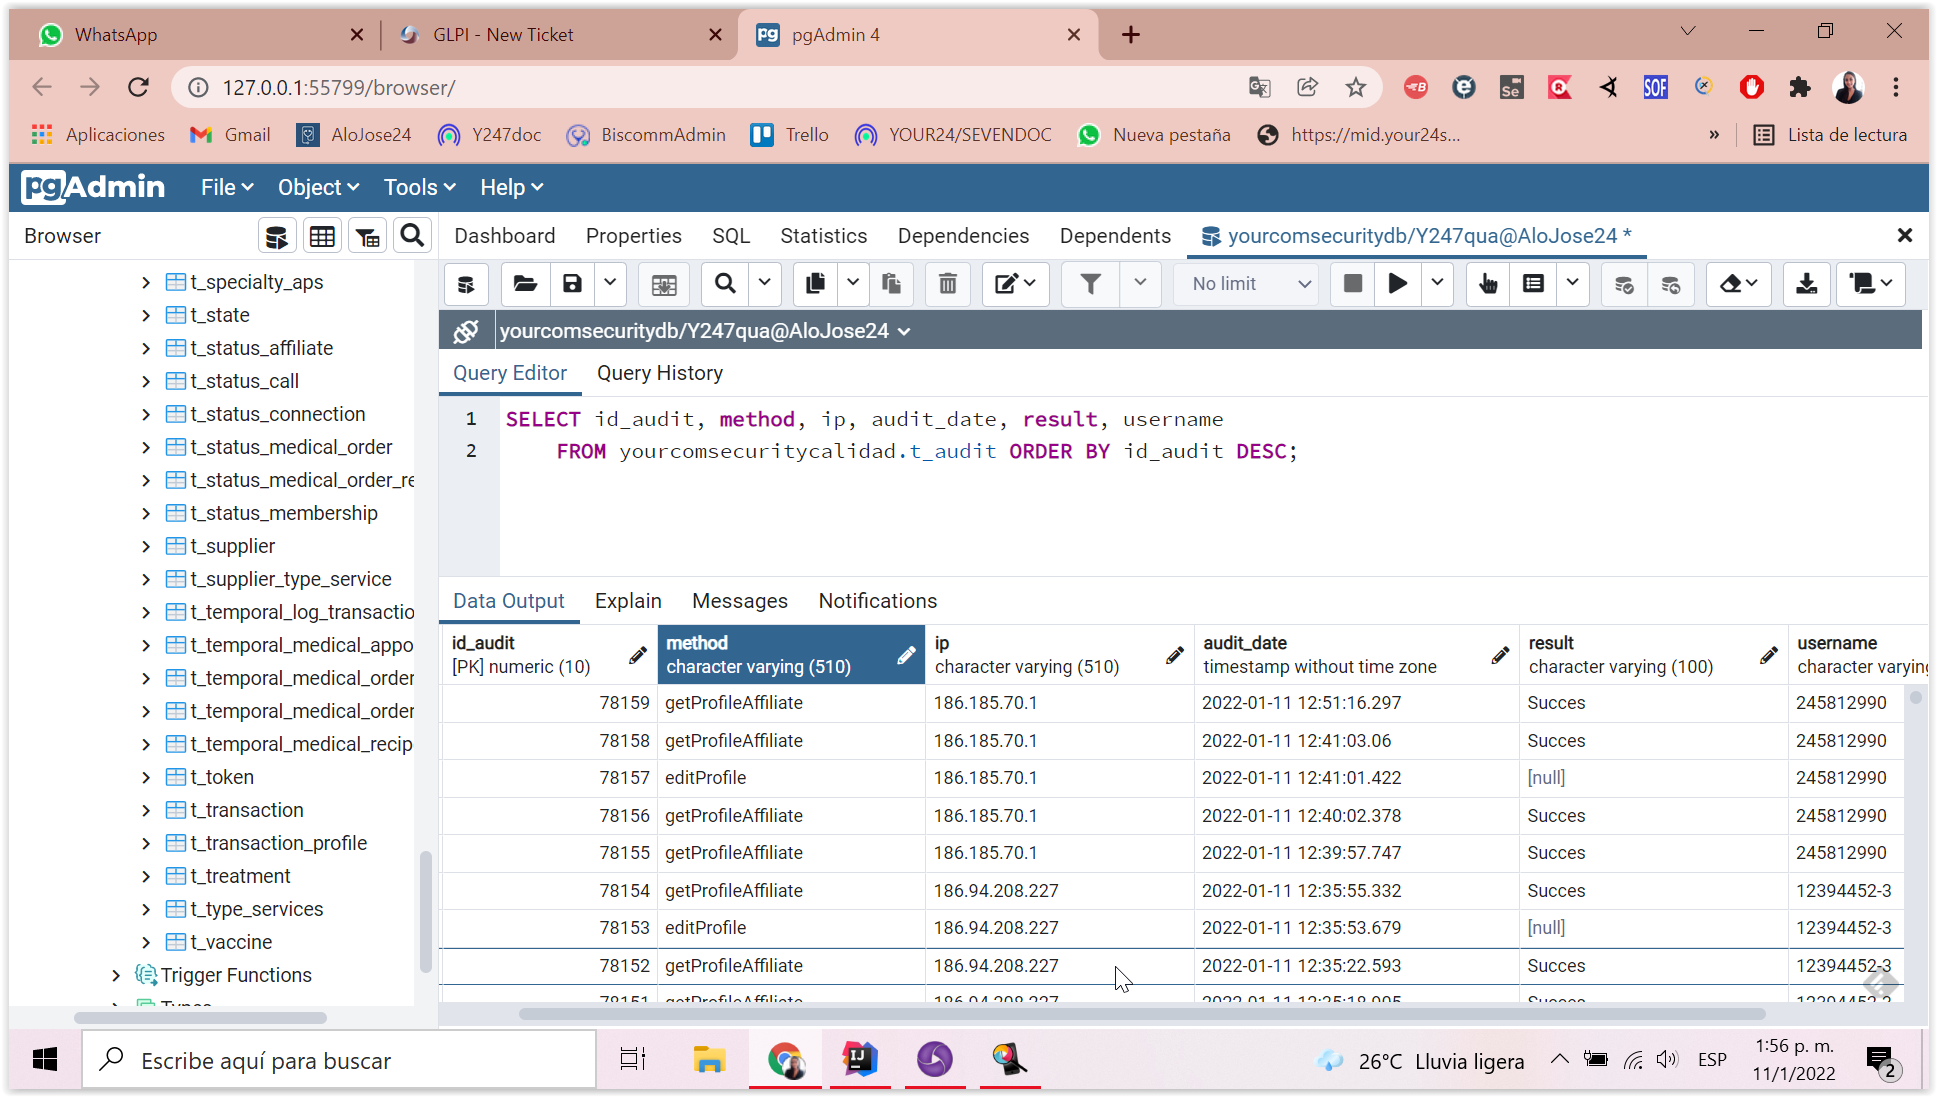 WhatsApp
GLPI - New Ticket
pgAdmin 4
127.0.0.1:55799/browser/
Aplicaciones Gmail AloJose24 Y247doc BiscommAdmin Trello YOUR24/SEVENDOC Nueva pestaña https://mid.your24s... » Lista de lectura
pgAdmin File Object Tools Help
Browser
Dashboard Properties SQL Statistics Dependencies Dependents yourcomsecuritydb/Y247qua@AloJose24 *
No limit
yourcomsecuritydb/Y247qua@AloJose24
Query Editor Query History
1 SELECT id_audit, method, ip, audit_date, result, username
2 FROM yourcomsecuritycalidad.t_audit ORDER BY id_audit DESC;
t_specialty_aps
t_state
t_status_affiliate
t_status_call
t_status_connection
t_status_medical_order
t_status_medical_order_re
t_status_membership
t_supplier
t_supplier_type_service
t_temporal_log_transactio
t_temporal_medical_appo
t_temporal_medical_order
t_temporal_medical_order
t_temporal_medical_recip
t_token
t_transaction
t_transaction_profile
t_treatment
t_type_services
t_vaccine
Trigger Functions
Types
Data Output Explain Messages Notifications
id_audit method ip audit_date result username
[PK] numeric (10) character varying (510) character varying (510) timestamp without time zone character varying (100) character varying
78159 getProfileAffiliate 186.185.70.1 2022-01-11 12:51:16.297 Succes 245812990
78158 getProfileAffiliate 186.185.70.1 2022-01-11 12:41:03.06 Succes 245812990
78157 editProfile 186.185.70.1 2022-01-11 12:41:01.422 [null] 245812990
78156 getProfileAffiliate 186.185.70.1 2022-01-11 12:40:02.378 Succes 245812990
78155 getProfileAffiliate 186.185.70.1 2022-01-11 12:39:57.747 Succes 245812990
78154 getProfileAffiliate 186.94.208.227 2022-01-11 12:35:55.332 Succes 12394452-3
78153 editProfile 186.94.208.227 2022-01-11 12:35:53.679 [null] 12394452-3
78152 getProfileAffiliate 186.94.208.227 2022-01-11 12:35:22.593 Succes 12394452-3
78151 getProfileAffiliate 186.94.208.227 Succes 12394452-3
Escribe aquí para buscar
26°C Lluvia ligera
ESP
1:56 p. m.
11/1/2022
2